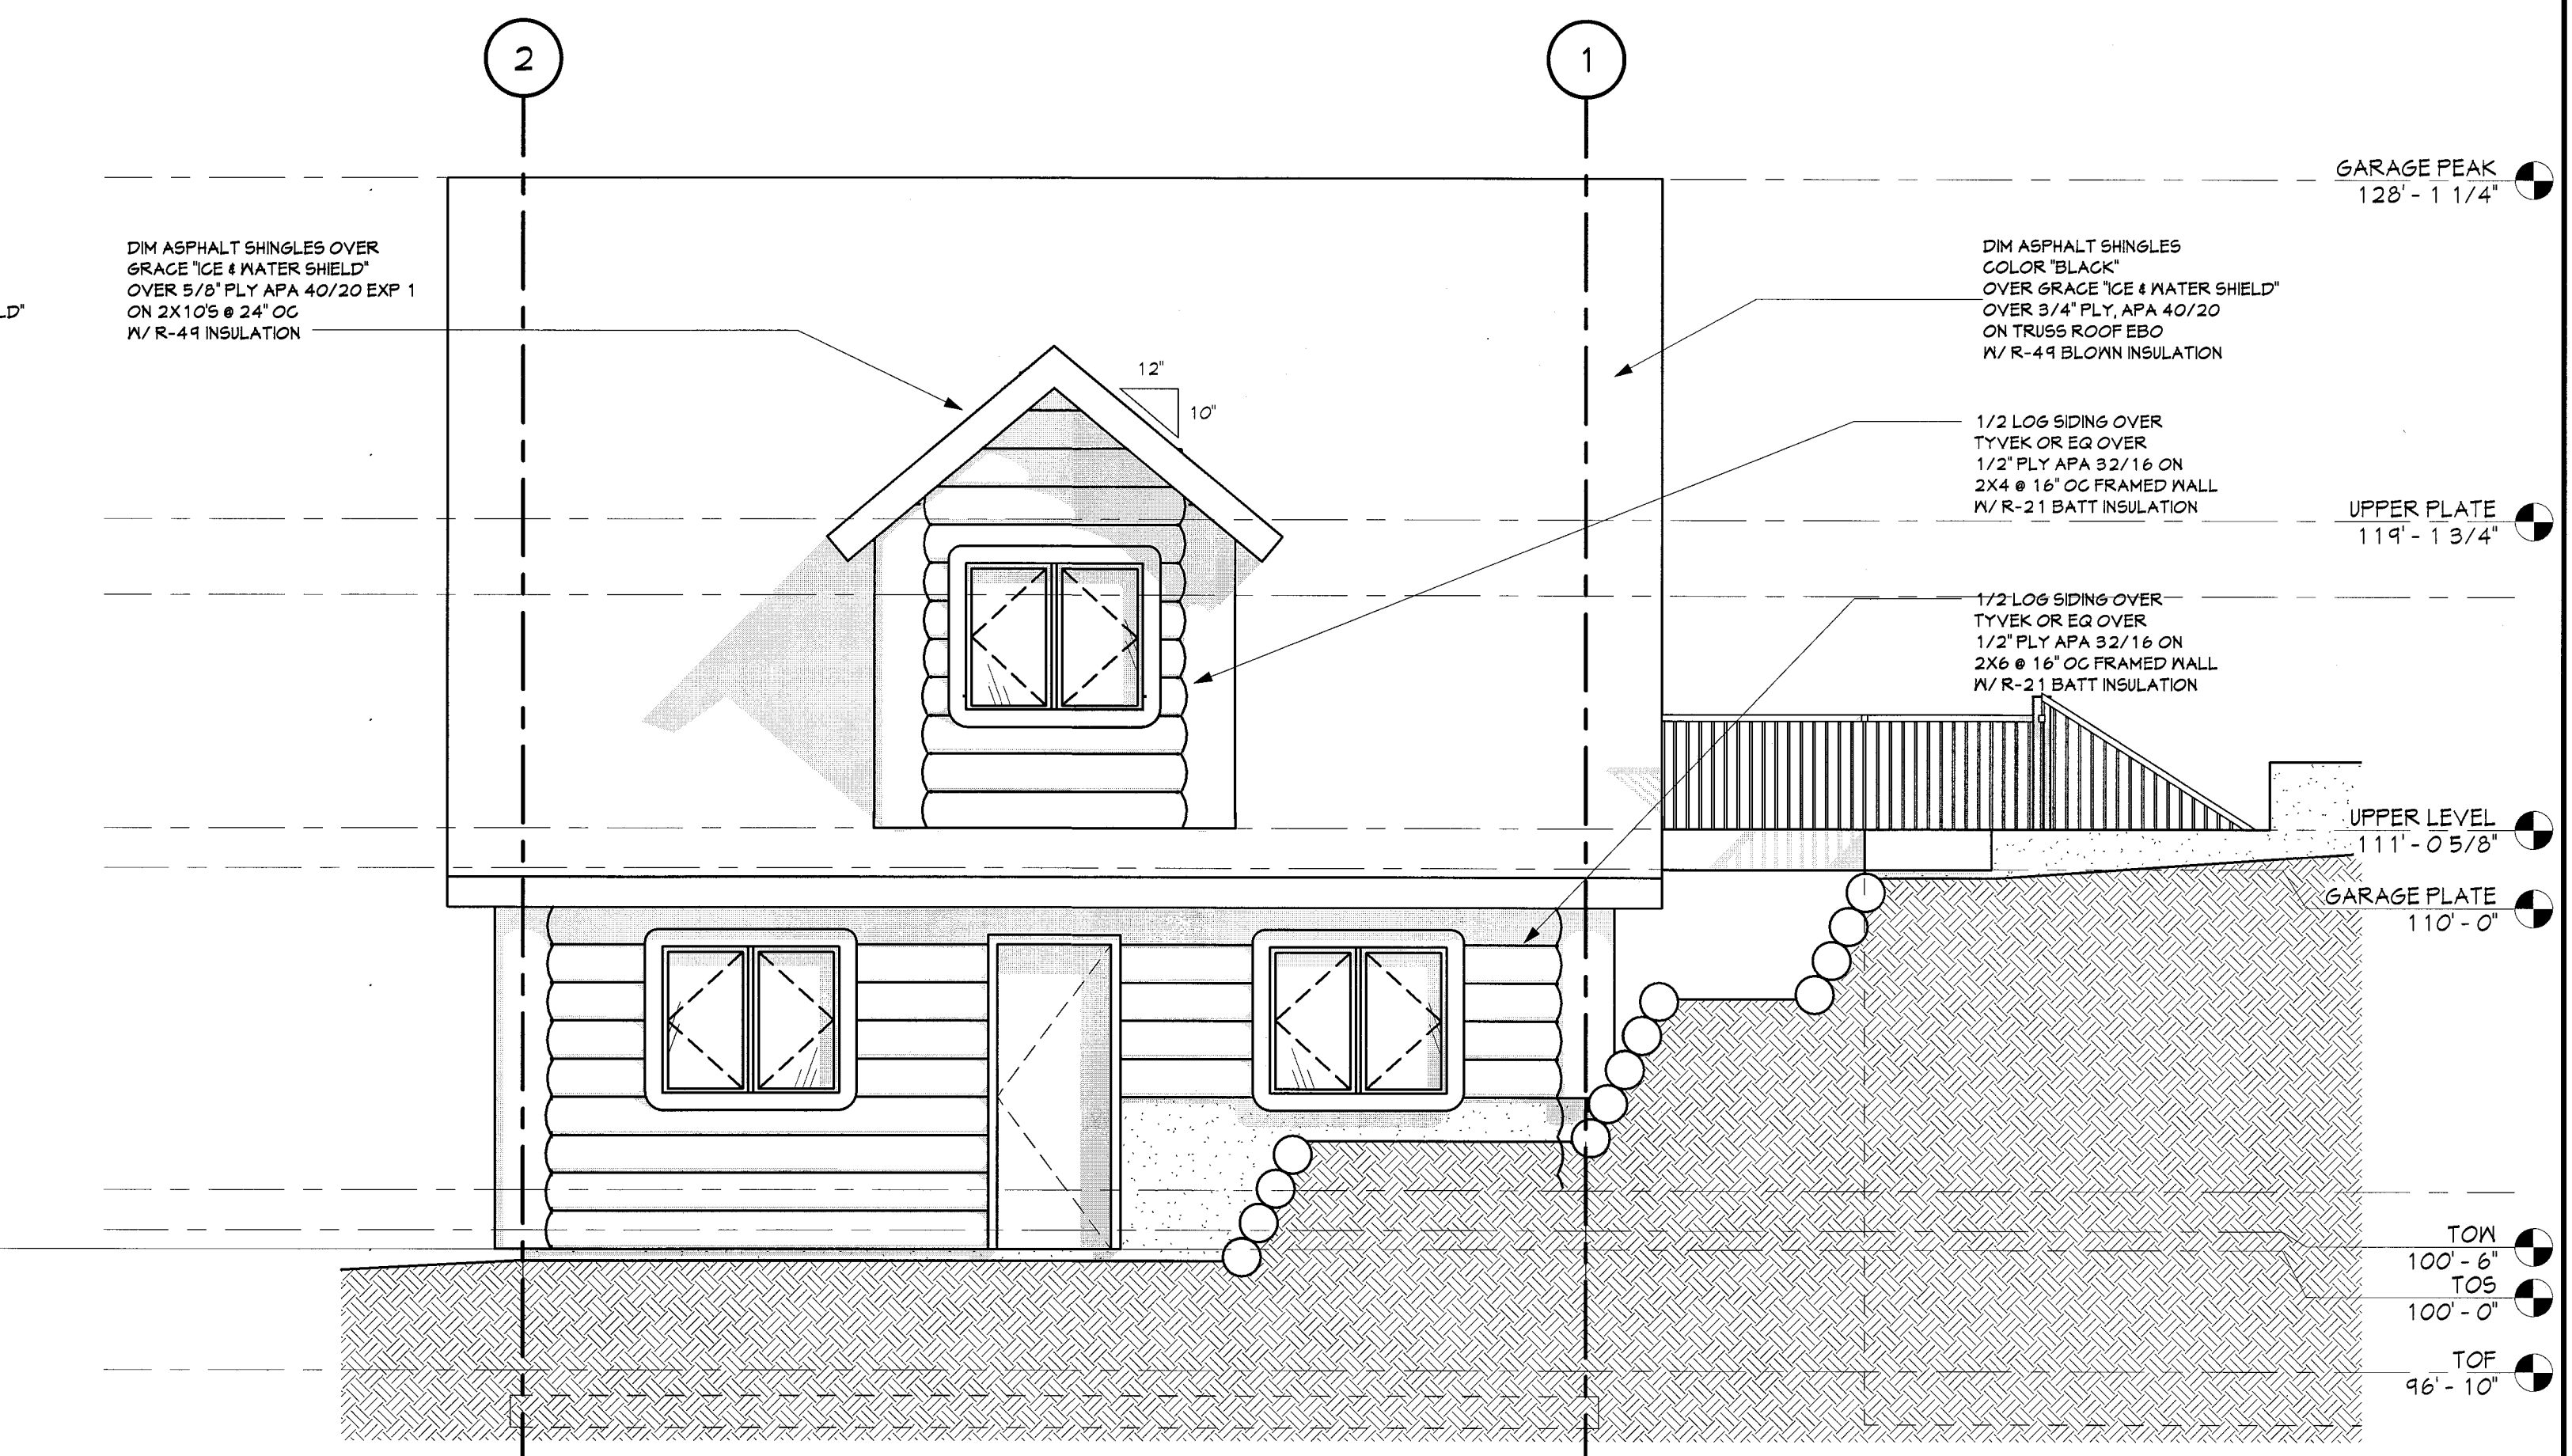 2
1
GARAGE PEAK
128' - 1 1/4"
DIM ASPHALT SHINGLES OVER
GRACE "ICE & WATER SHIELD"
OVER 5/8" PLY APA 40/20 EXP 1
ON 2X10'S @ 24" OC
W/ R-49 INSULATION
LD"
DIM ASPHALT SHINGLES
COLOR "BLACK"
OVER GRACE "ICE & WATER SHIELD"
OVER 3/4" PLY, APA 40/20
ON TRUSS ROOF EBO
W/ R-49 BLOWN INSULATION
12"
10"
1/2 LOG SIDING OVER
TYVEK OR EQ OVER
1/2" PLY APA 32/16 ON
2X4 @ 16" OC FRAMED WALL
W/ R-21 BATT INSULATION
UPPER PLATE
119' - 1 3/4"
1/2 LOG SIDING OVER
TYVEK OR EQ OVER
1/2" PLY APA 32/16 ON
2X6 @ 16" OC FRAMED WALL
W/ R-21 BATT INSULATION
UPPER LEVEL
111' - 0 5/8"
GARAGE PLATE
110' - 0"
TOW
100' - 6"
TOS
100' - 0"
TOF
96' - 10"